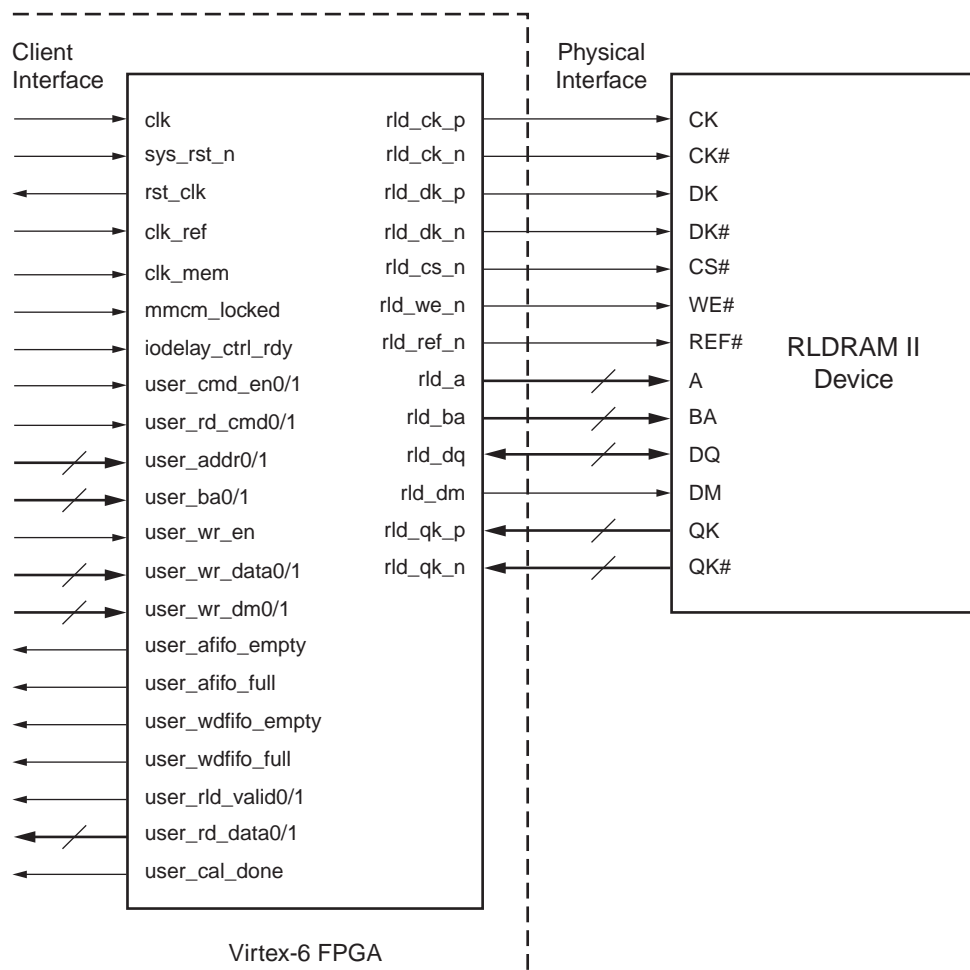 Client
Interface
Physical
Interface
clk
sys_rst_n
rst_clk
clk_ref
clk_mem
mmcm_locked
iodelay_ctrl_rdy
user_cmd_en0/1
user_rd_cmd0/1
user_addr0/1
user_ba0/1
user_wr_en
user_wr_data0/1
user_wr_dm0/1
user_afifo_empty
user_afifo_full
user_wdfifo_empty
user_wdfifo_full
user_rld_valid0/1
user_rd_data0/1
user_cal_done
rld_ck_p
rld_ck_n
rld_dk_p
rld_dk_n
rld_cs_n
rld_we_n
rld_ref_n
rld_a
rld_ba
rld_dq
rld_dm
rld_qk_p
rld_qk_n
CK
CK#
DK
DK#
CS#
WE#
REF#
A
BA
DQ
DM
QK
QK#
RLDRAM II
Device
Virtex-6 FPGA